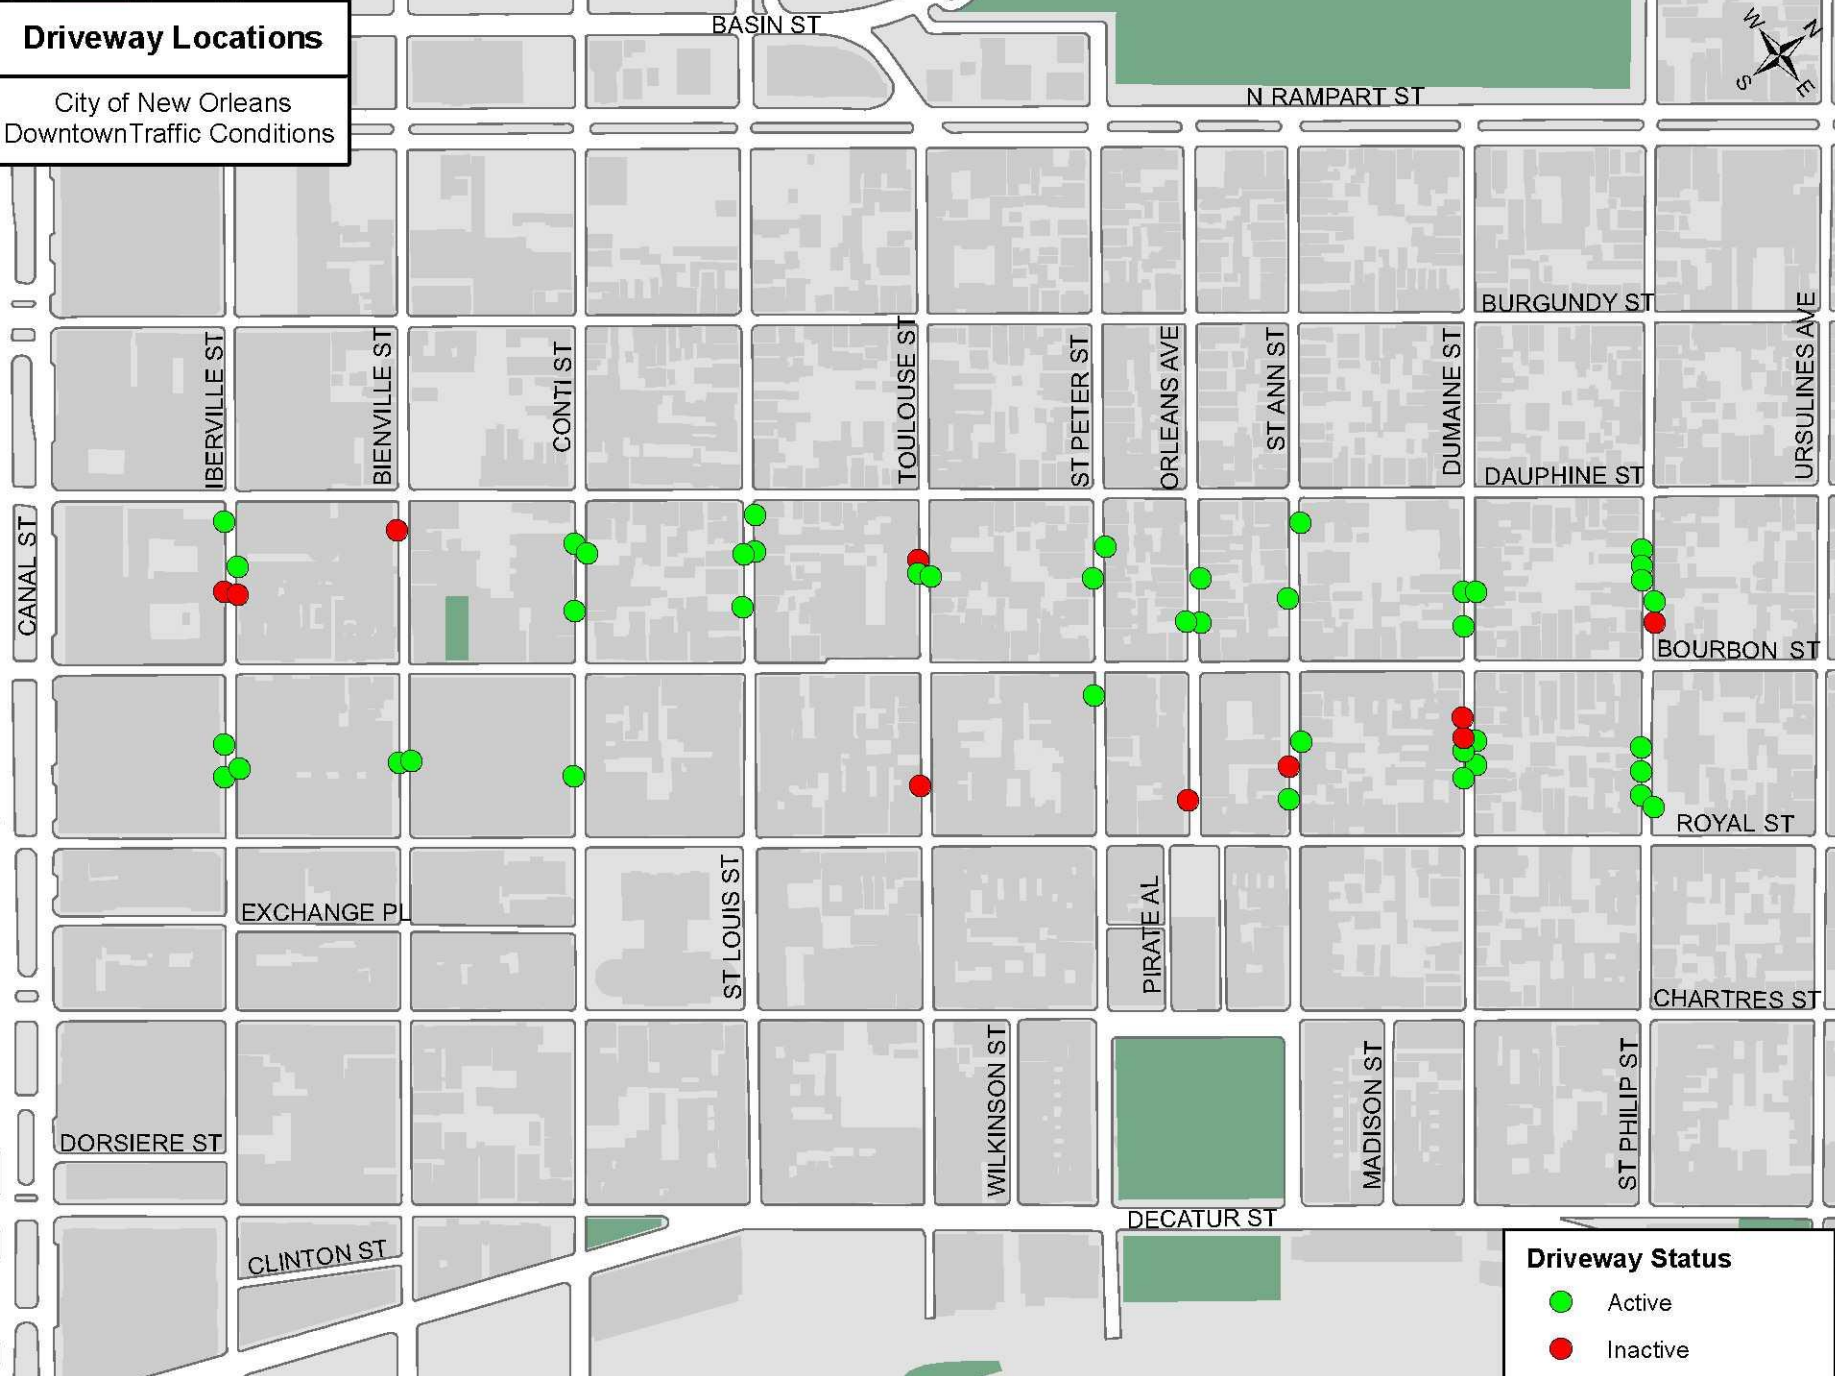 Driveway Locations
City of New Orleans
DowntownTraffic Conditions
BASIN ST
N RAMPART ST
W
N
S
E
BURGUNDY ST
IBERVILLE ST
BIENVILLE ST
CONTI ST
TOULOUSE ST
ST PETER ST
ORLEANS AVE
ST ANN ST
DUMAINE ST
URSULINES AVE
DAUPHINE ST
CANAL ST
BOURBON ST
ROYAL ST
EXCHANGE PL
ST LOUIS ST
PIRATE AL
CHARTRES ST
DORSIERE ST
WILKINSON ST
MADISON ST
ST PHILIP ST
DECATUR ST
CLINTON ST
Driveway Status
Active
Inactive